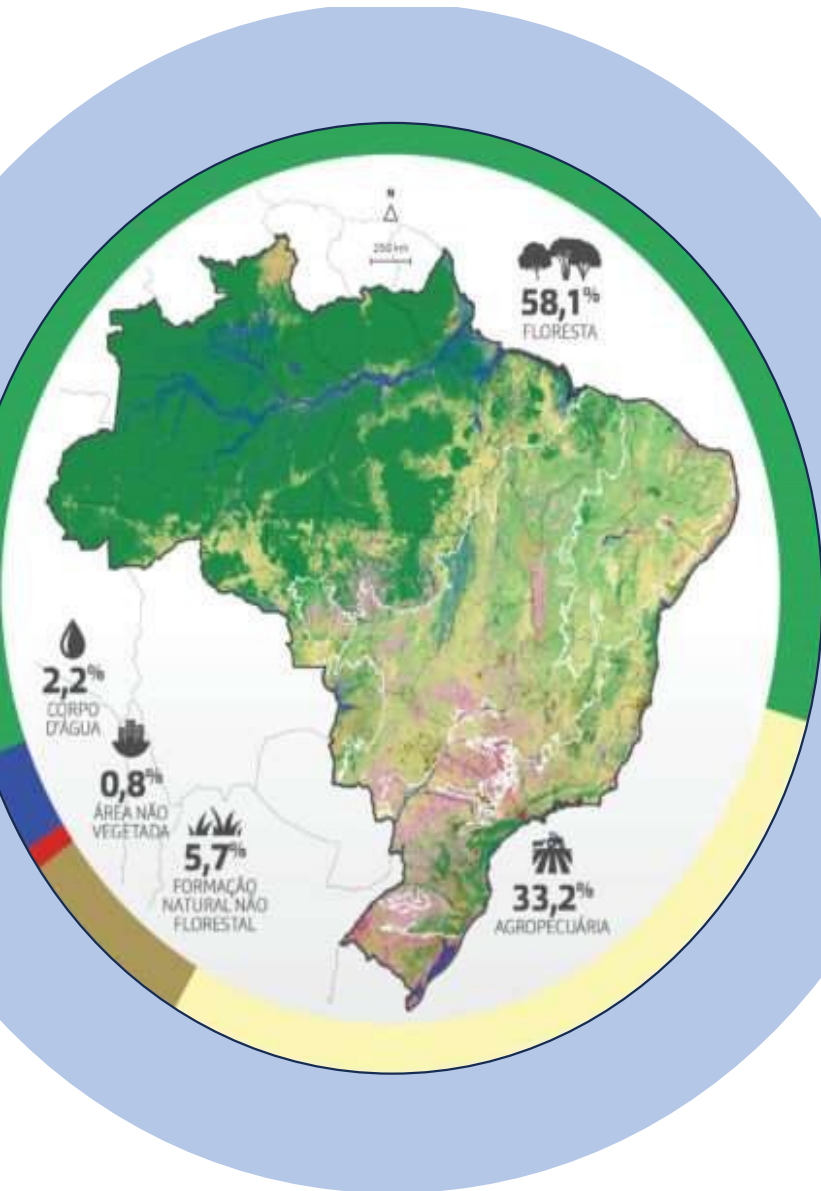 N
250 km
58,1%
FLORESTA
2,2%
CORPO
D'ÁGUA
0,8%
ÁREA NÃO
VEGETADA
5,7%
FORMAÇÃO
NATURAL NÃO
FLORESTAL
33,2%
AGROPECUÁRIA